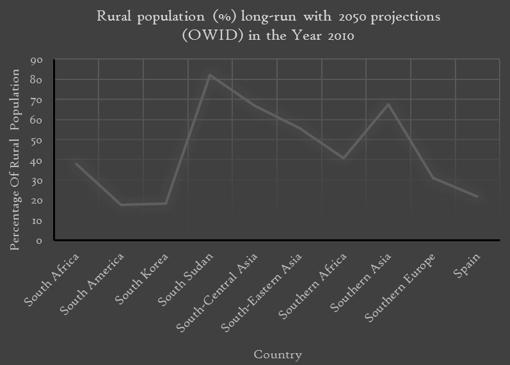 Rural population (%) long-run with 2050 projections
(OWID) in the Year 2010
Percentage Of Rural Population
90
80
70
60
50
40
30
20
10
0
South Africa
South America
South Korea
South Sudan
South-Central Asia
South-Eastern Asia
Southern Africa
Southern Asia
Southern Europe
Spain
Country